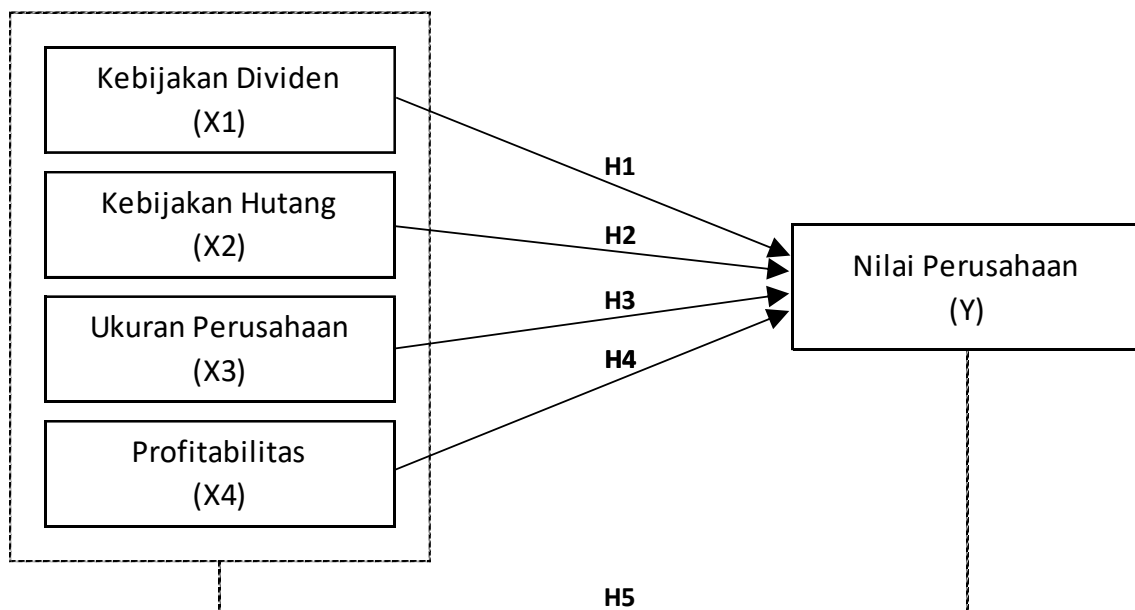 Kebijakan Dividen
(X1)
Kebijakan Hutang
(X2)
Ukuran Perusahaan
(X3)
Profitabilitas
(X4)
H1
H2
H3
H4
Nilai Perusahaan
(Y)
H5